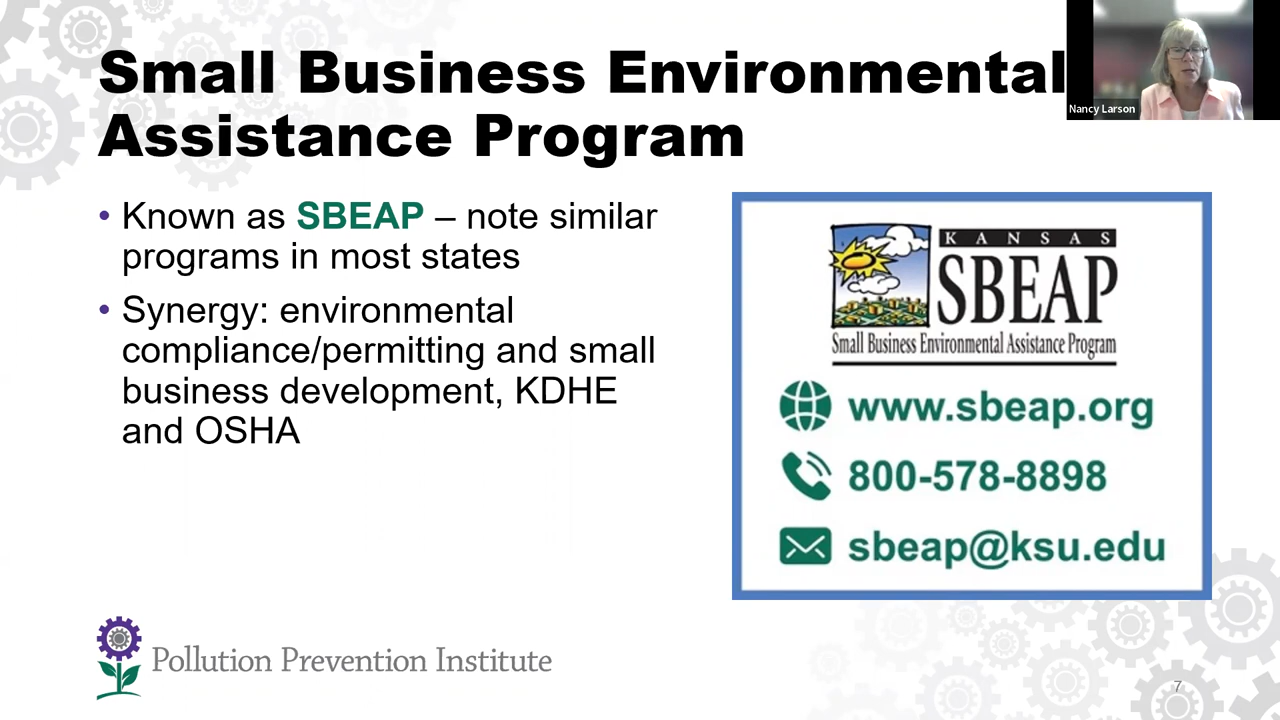 Small Business Environmental
Assistance Program
Nancy Larson
• Known as SBEAP – note similar
programs in most states
• Synergy: environmental
compliance/permitting and small
business development, KDHE
and OSHA
KANSAS
SBEAP
Small Business Environmental Assistance Program
www.sbeap.org
800-578-8898
sbeap@ksu.edu
Pollution Prevention Institute
7